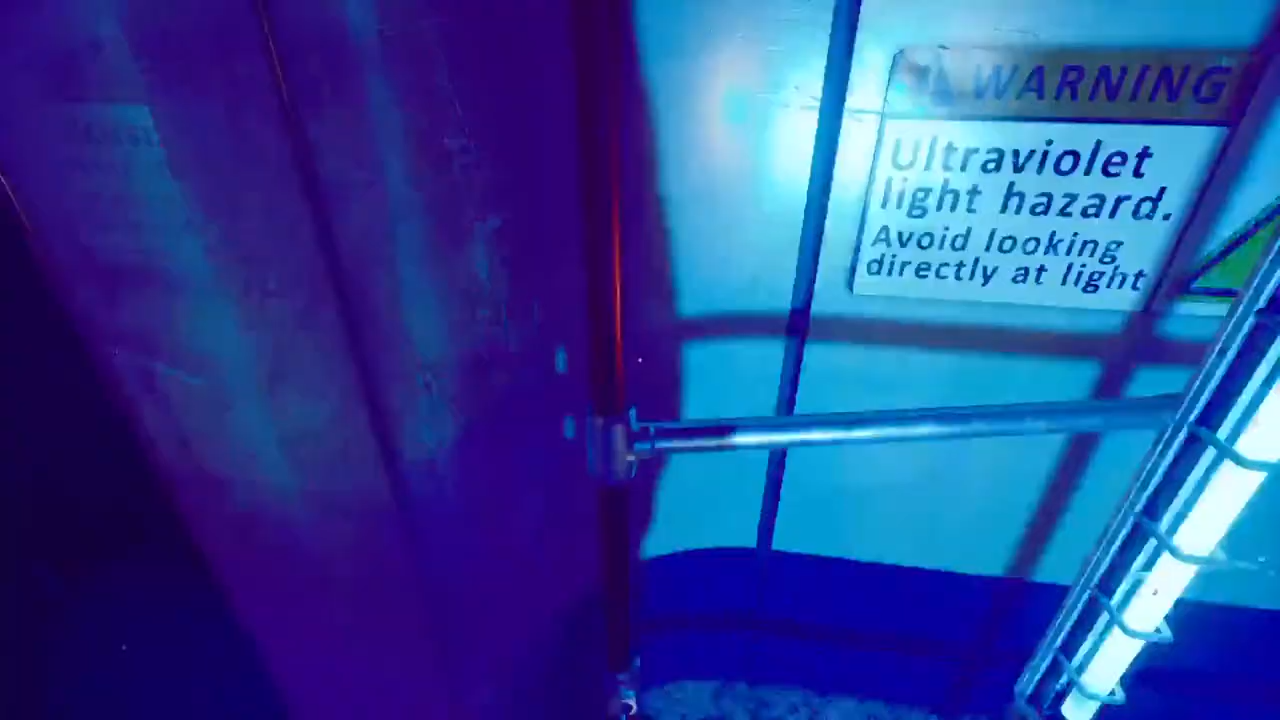 WARNING
Ultraviolet
light hazard.
Avoid looking
directly at light